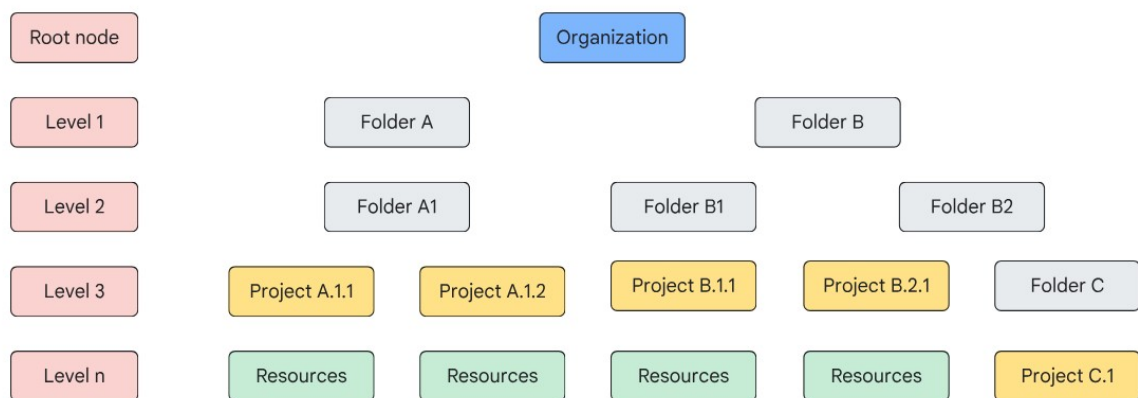 Root node
Organization
Level 1
Folder A
Folder B
Level 2
Folder A1
Folder B1
Folder B2
Level 3
Project A.1.1
Project A.1.2
Project B.1.1
Project B.2.1
Folder C
Level n
Resources
Resources
Resources
Resources
Project C.1